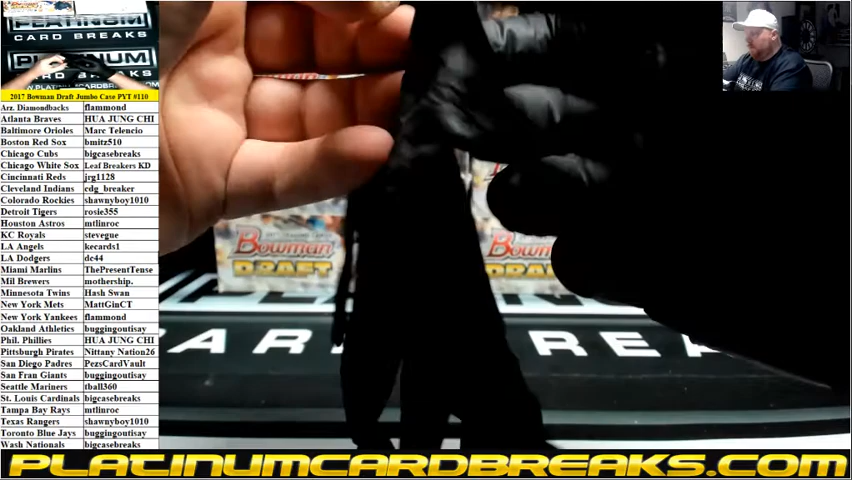 PLATINUM
CARD BREAKS
PLATINUM
CARD BREAKS
2017 Bowman Draft Jumbo Case PYT #110
Arz. Diamondbacks flammond
Atlanta Braves HUA JUNG CHI
Baltimore Orioles Marc Telencio
Boston Red Sox bmitz510
Chicago Cubs bigcasebreaks
Chicago White Sox Leaf Breakers KD
Cincinnati Reds jrg1128
Cleveland Indians cdg_breaker
Colorado Rockies shawnyboy1010
Detroit Tigers rosie355
Houston Astros mtlinroc
KC Royals stevegue
LA Angels kecards1
LA Dodgers dc44
Miami Marlins ThePresentTense
Mil Brewers mothership.
Minnesota Twins Hash Swan
New York Mets MattGinCT
New York Yankees flammond
Oakland Athletics buggingoutisay
Phil. Phillies HUA JUNG CHI
Pittsburgh Pirates Nittany Nation26
San Diego Padres PezsCardVault
San Fran Giants buggingoutisay
Seattle Mariners tball360
St. Louis Cardinals bigcasebreaks
Tampa Bay Rays mtlinroc
Texas Rangers shawnyboy1010
Toronto Blue Jays buggingoutisay
Wash Nationals bigcasebreaks
Bowman
DRAFT
PLATINUMCARDBREAKS.COM